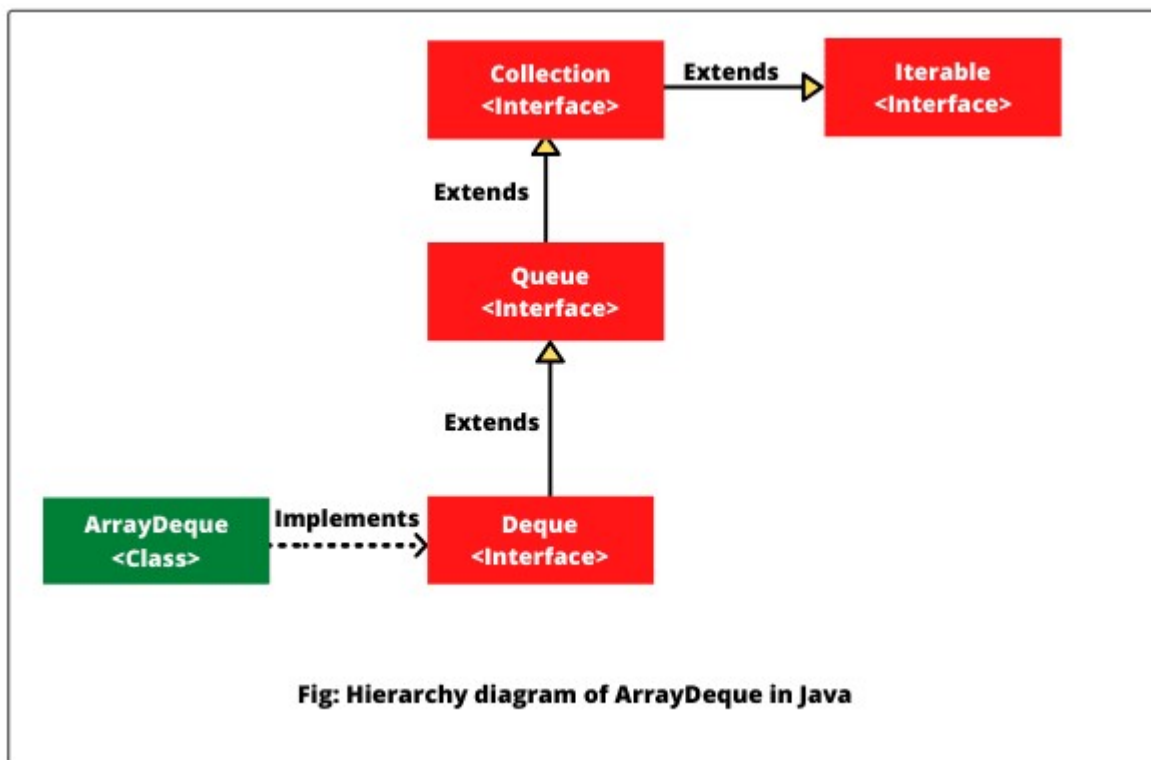 Collection
<Interface>
Extends
Iterable
<Interface>
Extends
Queue
<Interface>
Extends
ArrayDeque
<Class>
Implements
Deque
<Interface>
Fig: Hierarchy diagram of ArrayDeque in Java